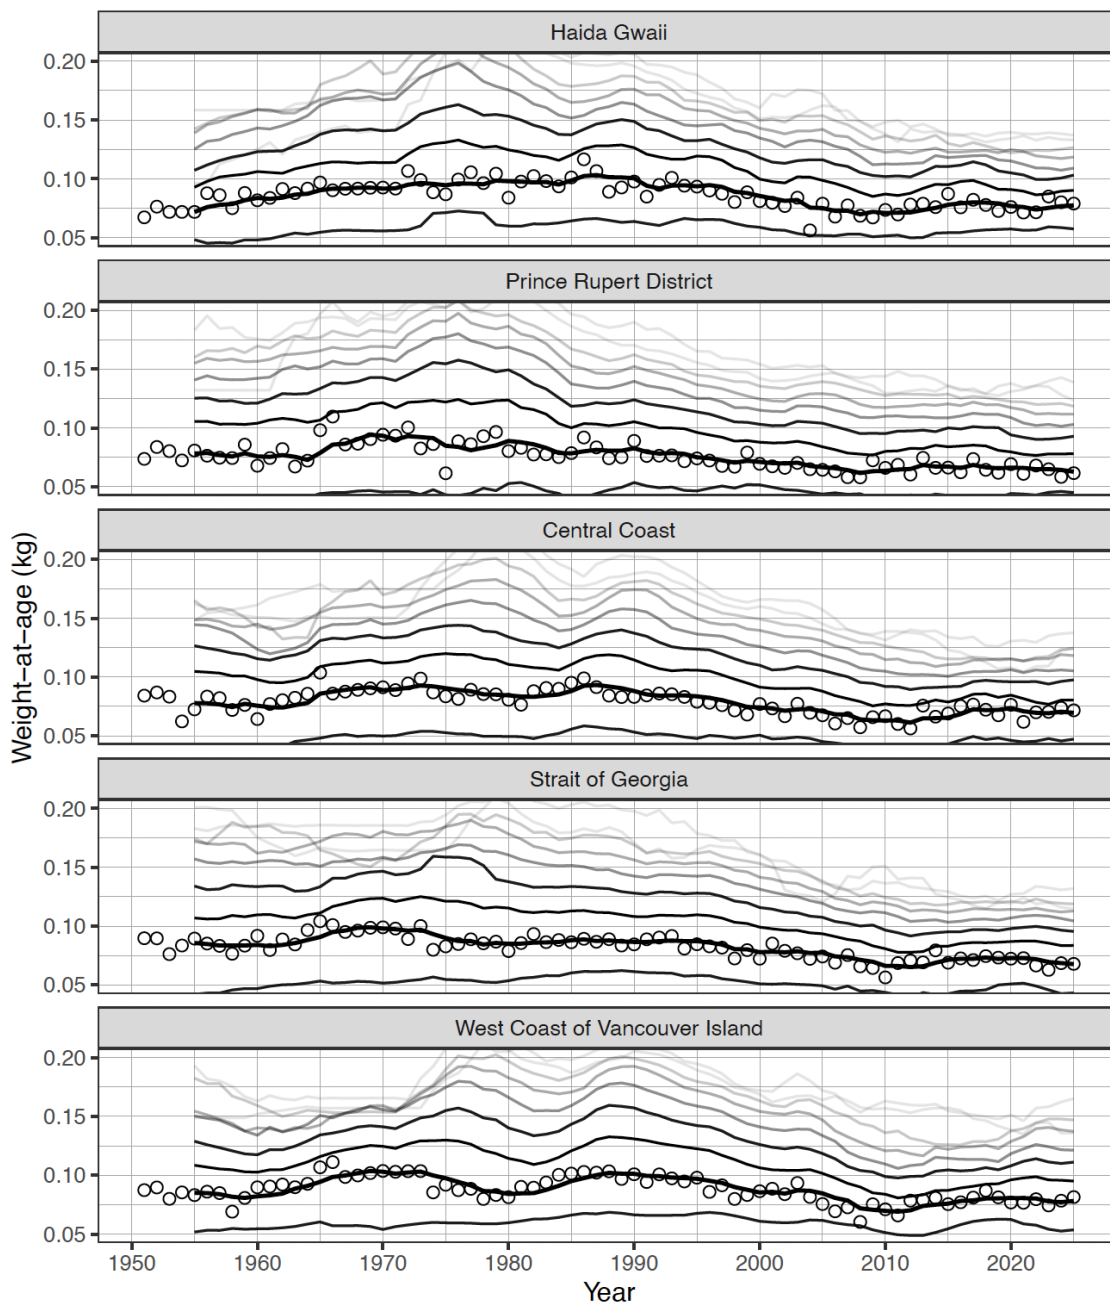 Haida Gwaii
0.20
0.15
0.10
0.05
Prince Rupert District
0.20
0.15
0.10
0.05
Central Coast
0.20
0.15
0.10
0.05
Strait of Georgia
0.20
0.15
0.10
0.05
West Coast of Vancouver Island
0.20
0.15
0.10
0.05
Weight−at−age (kg)
1950 1960 1970 1980 1990 2000 2010 2020
Year